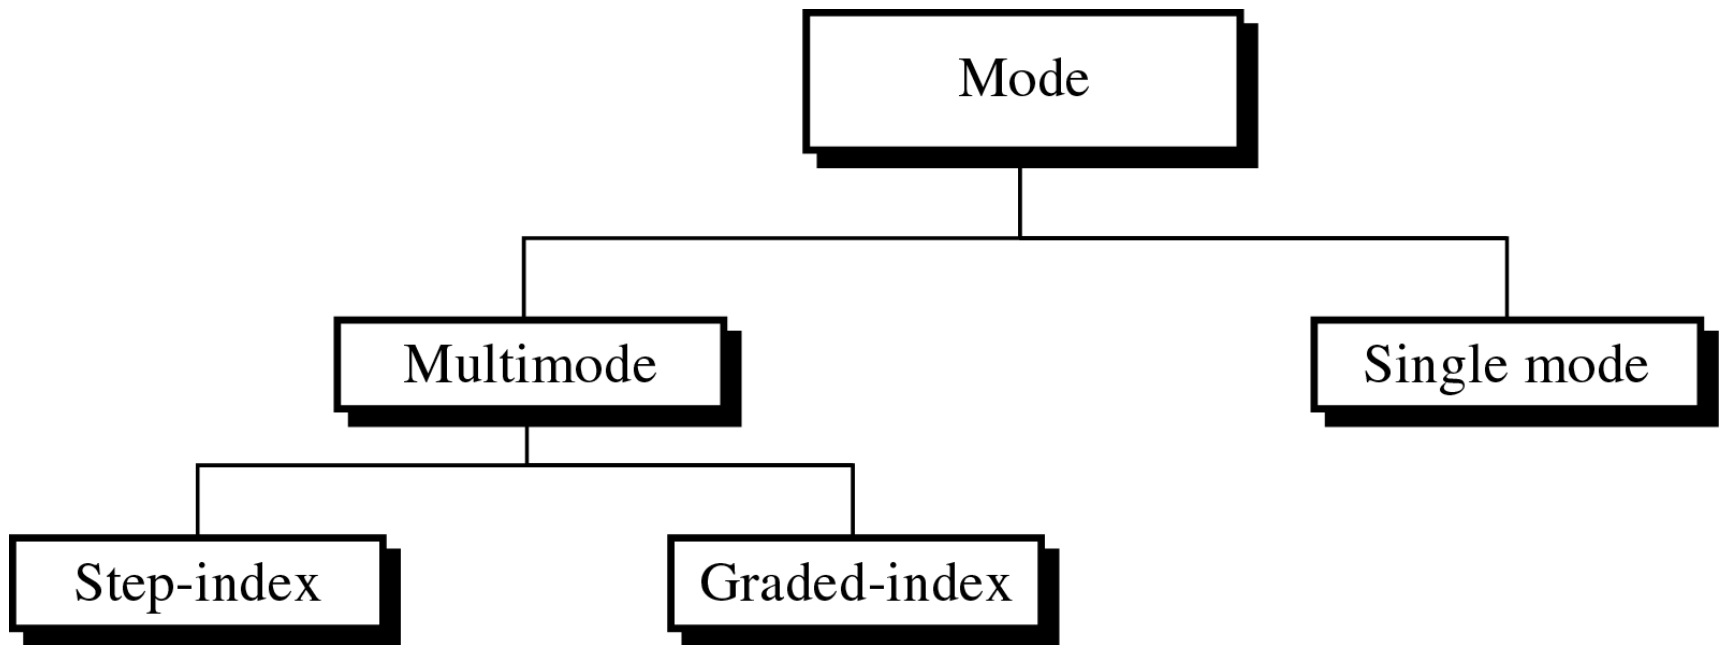 Mode
Multimode
Single mode
Step-index
Graded-index